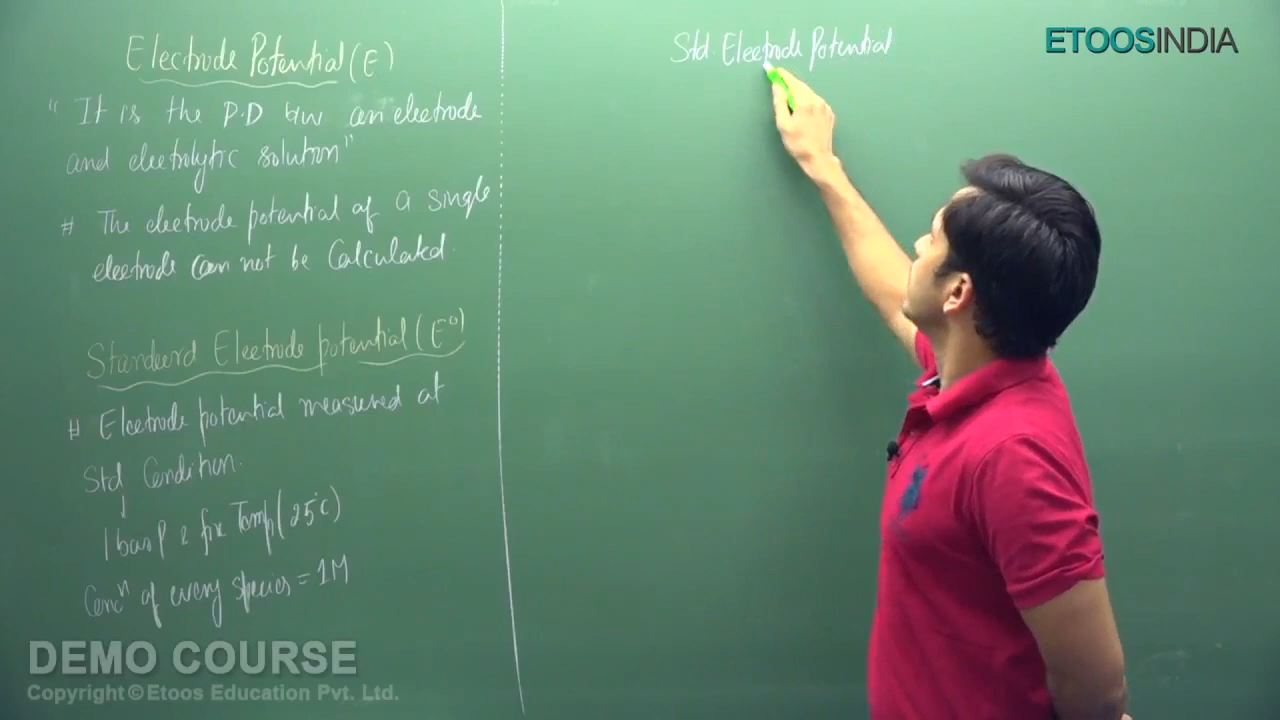 Electrode Potential (E)
"It is the P.D b/w an electrode
and electrolytic solution"
# The electrode potential of a single
electrode can not be Calculated.
Standard Electrode potential (E⁰)
# Electrode potential measured at
Std Condition.
↓
1 bar P & fix Temp (25°C)
Concⁿ of every species = 1M
Std. Electrode Potential
ETOOSINDIA
DEMO COURSE
Copyright © Etoos Education Pvt. Ltd.